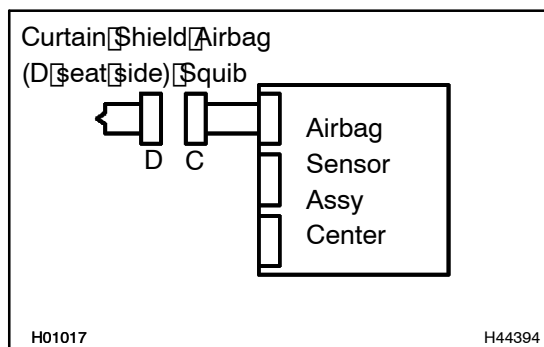 Curtain Shield Airbag
(D seat side) Squib
D C
Airbag
Sensor
Assy
Center
H01017 H44394